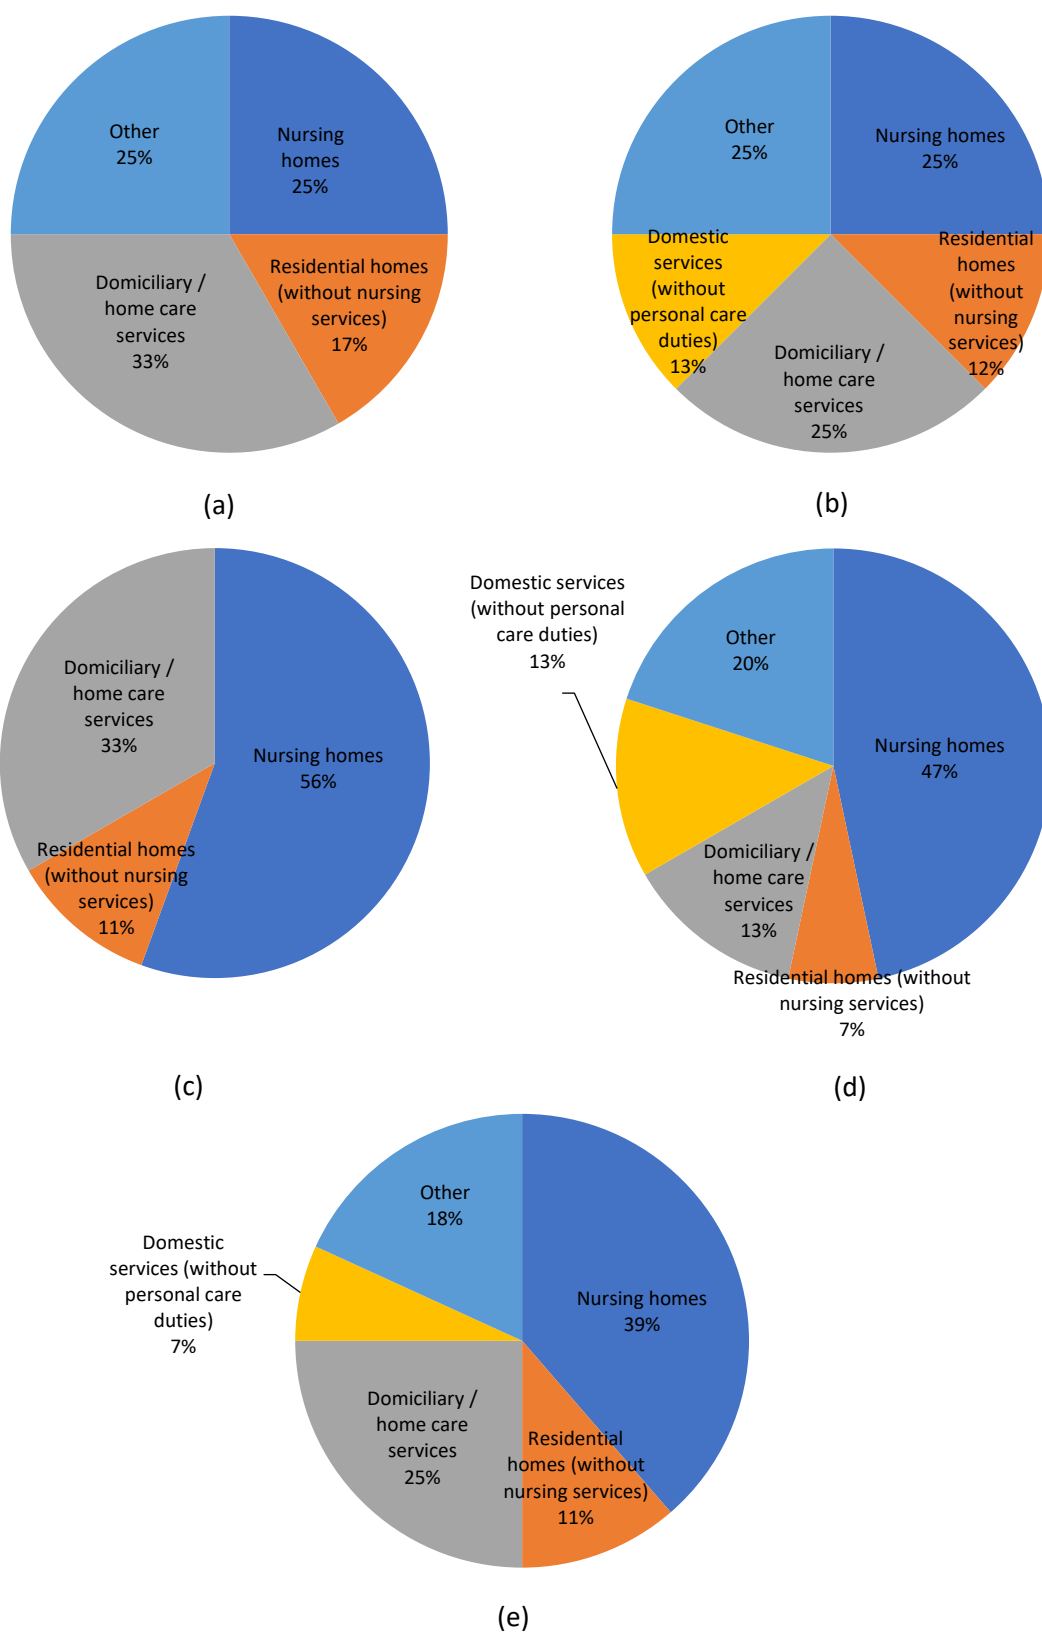 Other
25%
Nursing
homes
25%
Residential homes
(without nursing
services)
17%
Domiciliary /
home care
services
33%
(a)
Other
25%
Nursing homes
25%
Domestic
services
(without
personal care
duties)
13%
Residential
homes
(without
nursing
services)
12%
Domiciliary /
home care
services
25%
(b)
Domiciliary /
home care
services
33%
Nursing homes
56%
Residential homes
(without nursing
services)
11%
(c)
Domestic services
(without personal
care duties)
13%
Other
20%
Nursing homes
47%
Domiciliary /
home care
services
13%
Residential homes (without
nursing services)
7%
(d)
Other
18%
Domestic
services (without
personal care
duties)
7%
Nursing homes
39%
Domiciliary /
home care
services
25%
Residential
homes (without
nursing services)
11%
(e)